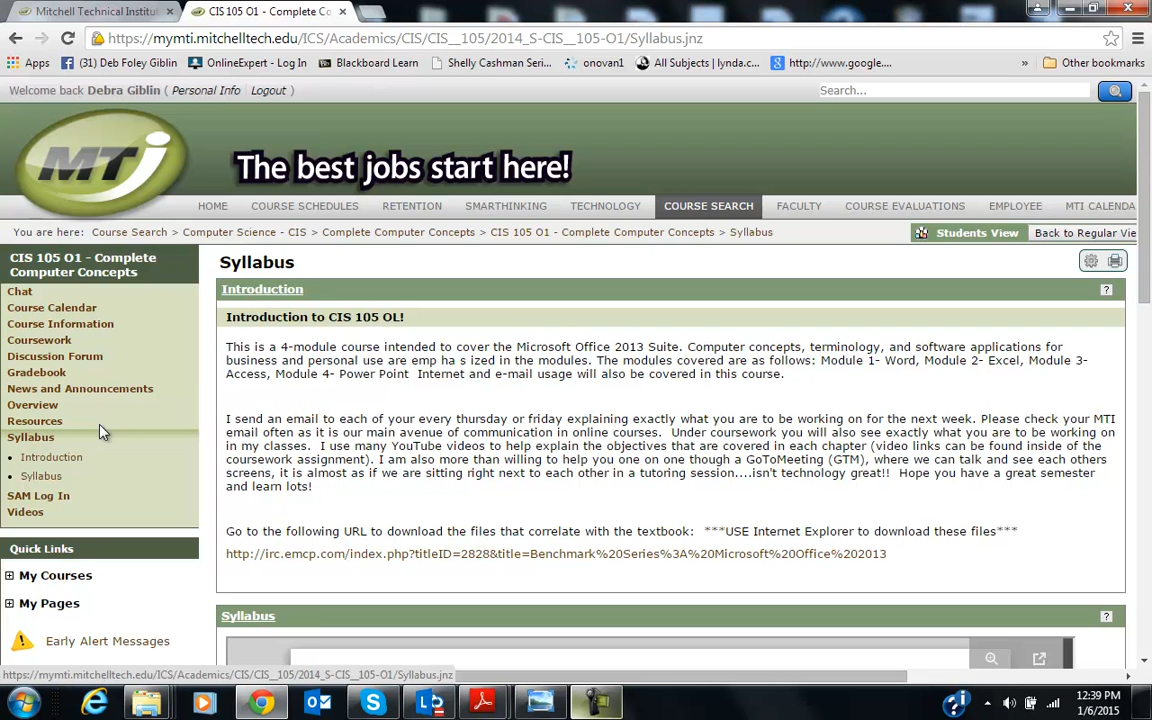 Mitchell Technical Institut
CIS 105 O1 - Complete Co
https://mymti.mitchelltech.edu/ICS/Academics/CIS/CIS__105/2014_S-CIS__105-O1/Syllabus.jnz
Apps (31) Deb Foley Giblin OnlineExpert - Log In Blackboard Learn Shelly Cashman Seri... onovan1 All Subjects | lynda.c... http://www.google.... » Other bookmarks
Welcome back Debra Giblin ( Personal Info Logout ) Search...
MTi
The best jobs start here!
HOME COURSE SCHEDULES RETENTION SMARTHINKING TECHNOLOGY COURSE SEARCH FACULTY COURSE EVALUATIONS EMPLOYEE MTI CALENDA
You are here: Course Search > Computer Science - CIS > Complete Computer Concepts > CIS 105 O1 - Complete Computer Concepts > Syllabus Students View Back to Regular Vie
CIS 105 O1 - Complete
Computer Concepts
Chat
Course Calendar
Course Information
Coursework
Discussion Forum
Gradebook
News and Announcements
Overview
Resources
Syllabus
• Introduction
• Syllabus
SAM Log In
Videos
Quick Links
My Courses
My Pages
Early Alert Messages
Syllabus
Introduction ?
Introduction to CIS 105 OL!
This is a 4-module course intended to cover the Microsoft Office 2013 Suite. Computer concepts, terminology, and software applications for
business and personal use are emp ha s ized in the modules. The modules covered are as follows: Module 1- Word, Module 2- Excel, Module 3-
Access, Module 4- Power Point Internet and e-mail usage will also be covered in this course.
I send an email to each of your every thursday or friday explaining exactly what you are to be working on for the next week. Please check your MTI
email often as it is our main avenue of communication in online courses. Under coursework you will also see exactly what you are to be working on
in my classes. I use many YouTube videos to help explain the objectives that are covered in each chapter (video links can be found inside of the
coursework assignment). I am also more than willing to help you one on one though a GoToMeeting (GTM), where we can talk and see each others
screens, it is almost as if we are sitting right next to each other in a tutoring session....isn't technology great!! Hope you have a great semester
and learn lots!
Go to the following URL to download the files that correlate with the textbook: ***USE Internet Explorer to download these files***
http://irc.emcp.com/index.php?titleID=2828&title=Benchmark%20Series%3A%20Microsoft%20Office%202013
Syllabus ?
https://mymti.mitchelltech.edu/ICS/Academics/CIS/CIS__105/2014_S-CIS__105-O1/Syllabus.jnz
12:39 PM
1/6/2015